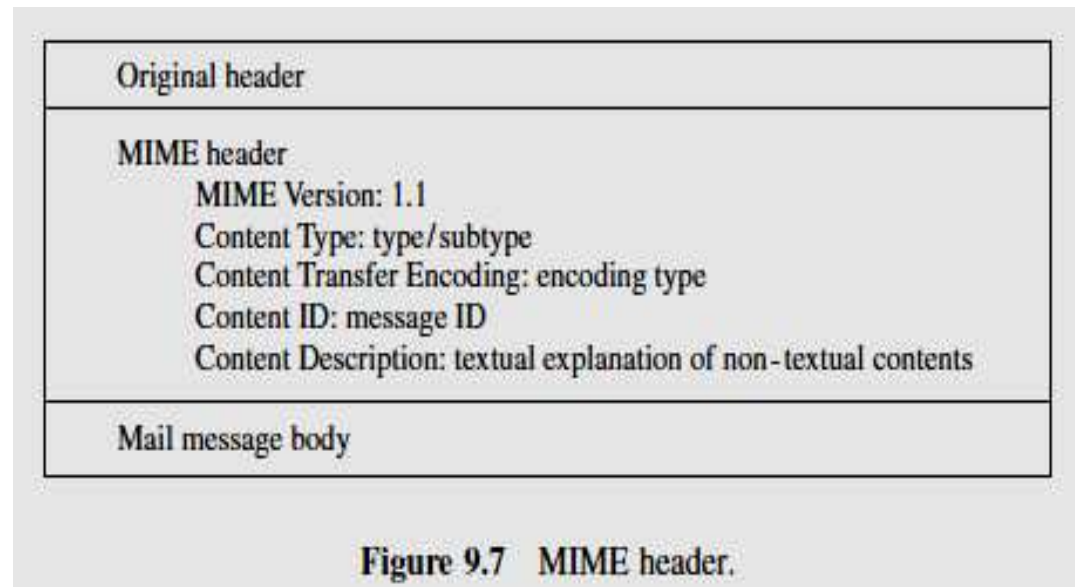 Original header
MIME header
MIME Version: 1.1
Content Type: type/subtype
Content Transfer Encoding: encoding type
Content ID: message ID
Content Description: textual explanation of non-textual contents
Mail message body
Figure 9.7 MIME header.